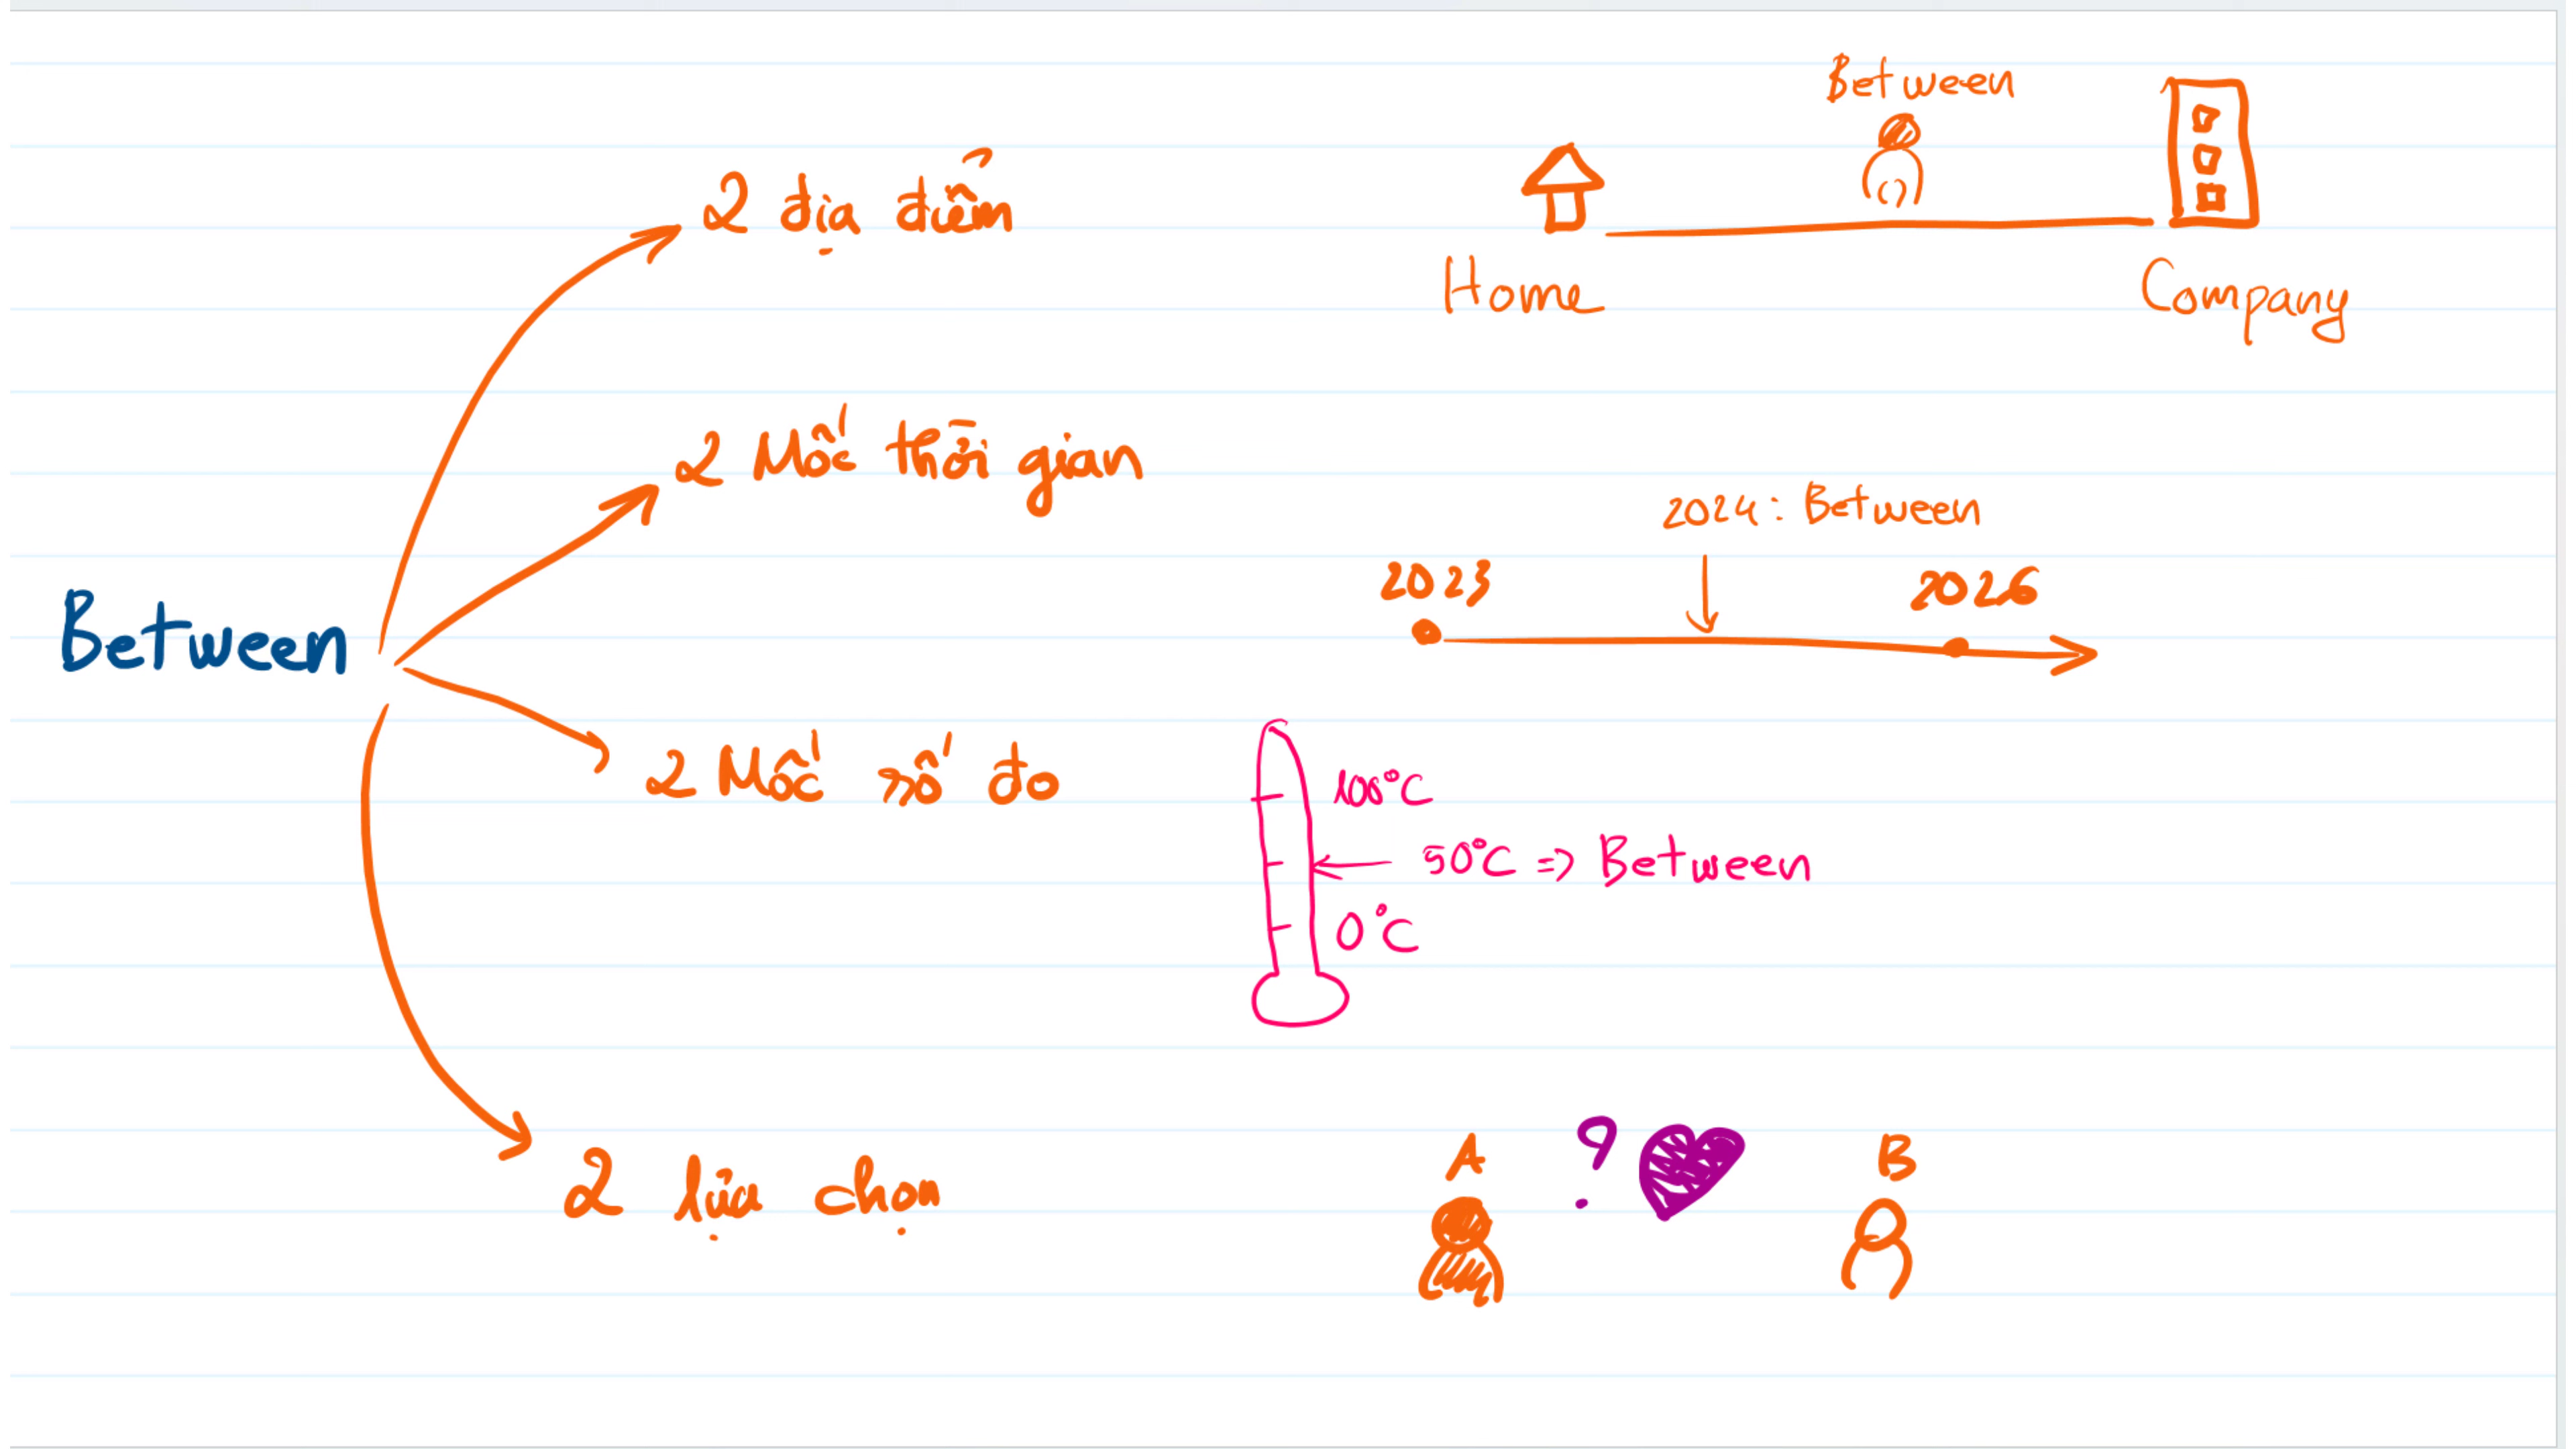 Between
2 địa điểm
Between
Home
Company
2 Mốc thời gian
2024: Between
2023
2026
2 Mốc số đo
100°C
50°C => Between
0°C
2 lựa chọn
A
?
B